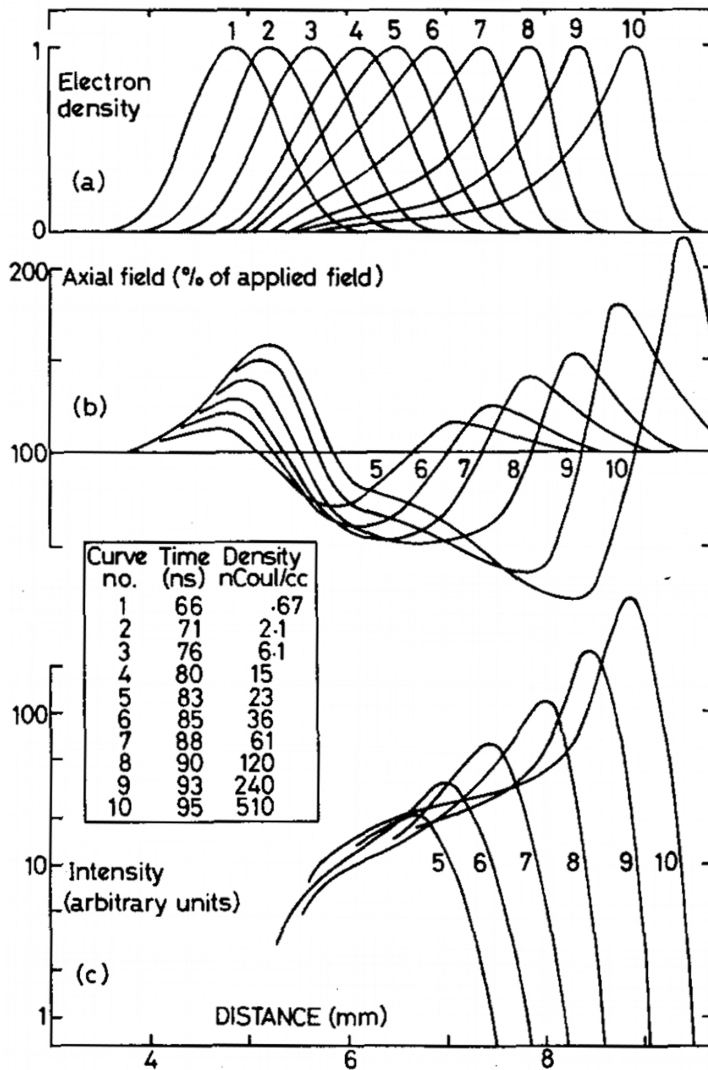 1 2 3 4 5 6 7 8 9 10
1
Electron
density
(a)
0
200
Axial field (% of applied field)
(b)
100
5 6 7 8 9 10
Curve Time Density
no. (ns) nCoul/cc
1 66 .67
2 71 2·1
3 76 6·1
4 80 15
5 83 23
6 85 36
7 88 61
8 90 120
9 93 240
10 95 510
100
10
5 6 7 8 9 10
Intensity
(arbitrary units)
(c)
1
DISTANCE (mm)
4 6 8